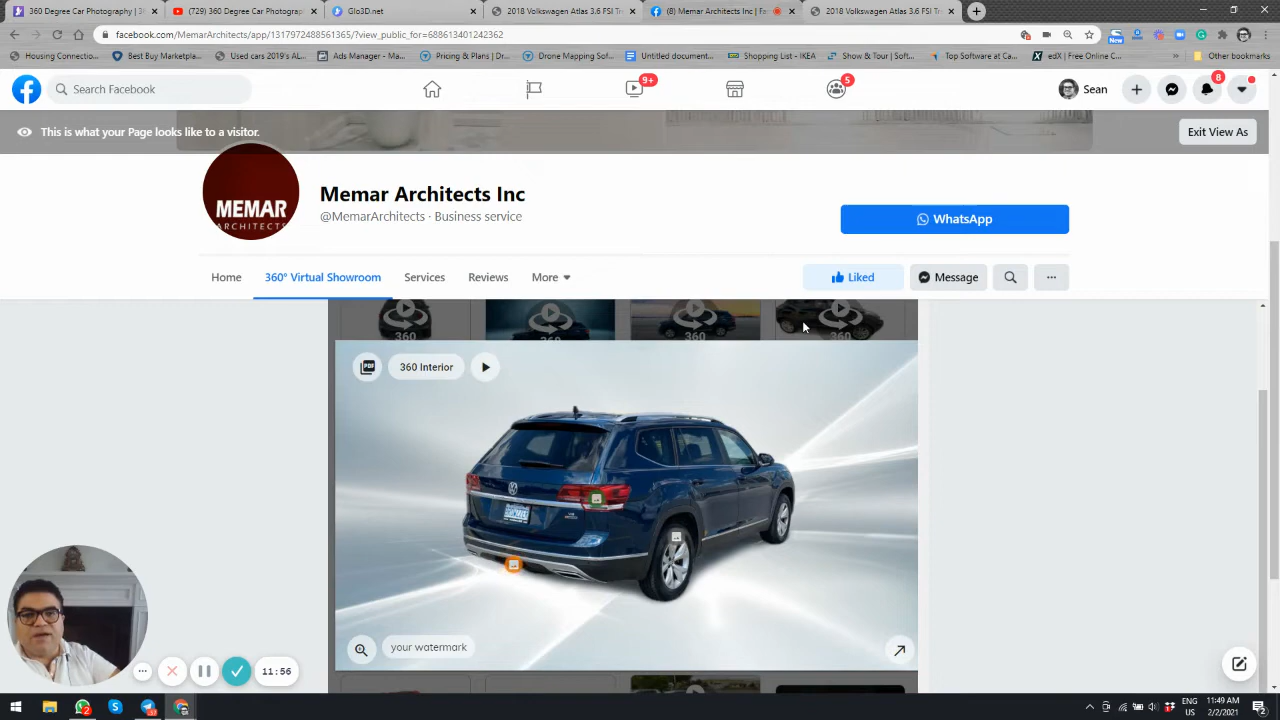 360 Degree Car Photography | 3
(729) 360 Degree Car Photograp
Glo3D.net
2018 Volkswagen Atlas 3.6 FSI Tr
(8) Memar Architects Inc | F
2018 Volkswagen Atlas 3.6 FSI Tr
facebook.com/MemarArchitects/app/1317972488561365/?view_public_for=688613401242362
New
Housing Connection...
Best Buy Marketpla...
Used cars 2019's Al...
Ads Manager - Ma...
Pricing & Plans | Dr...
Drone Mapping Sof...
Untitled document...
Shopping List - IKEA
Show & Tour | Soft...
Top Software at Ca...
edX | Free Online C...
Other bookmarks
Search Facebook
9+
5
Sean
8
This is what your Page looks like to a visitor.
Exit View As
MEMAR
ARCHITECTS
Memar Architects Inc
@MemarArchitects · Business service
WhatsApp
Home
360° Virtual Showroom
Services
Reviews
More
Liked
Message
360
360
360
360
PDF
360 Interior
your watermark
11:56
2
ENG
US
11:49 AM
2/2/2021
2